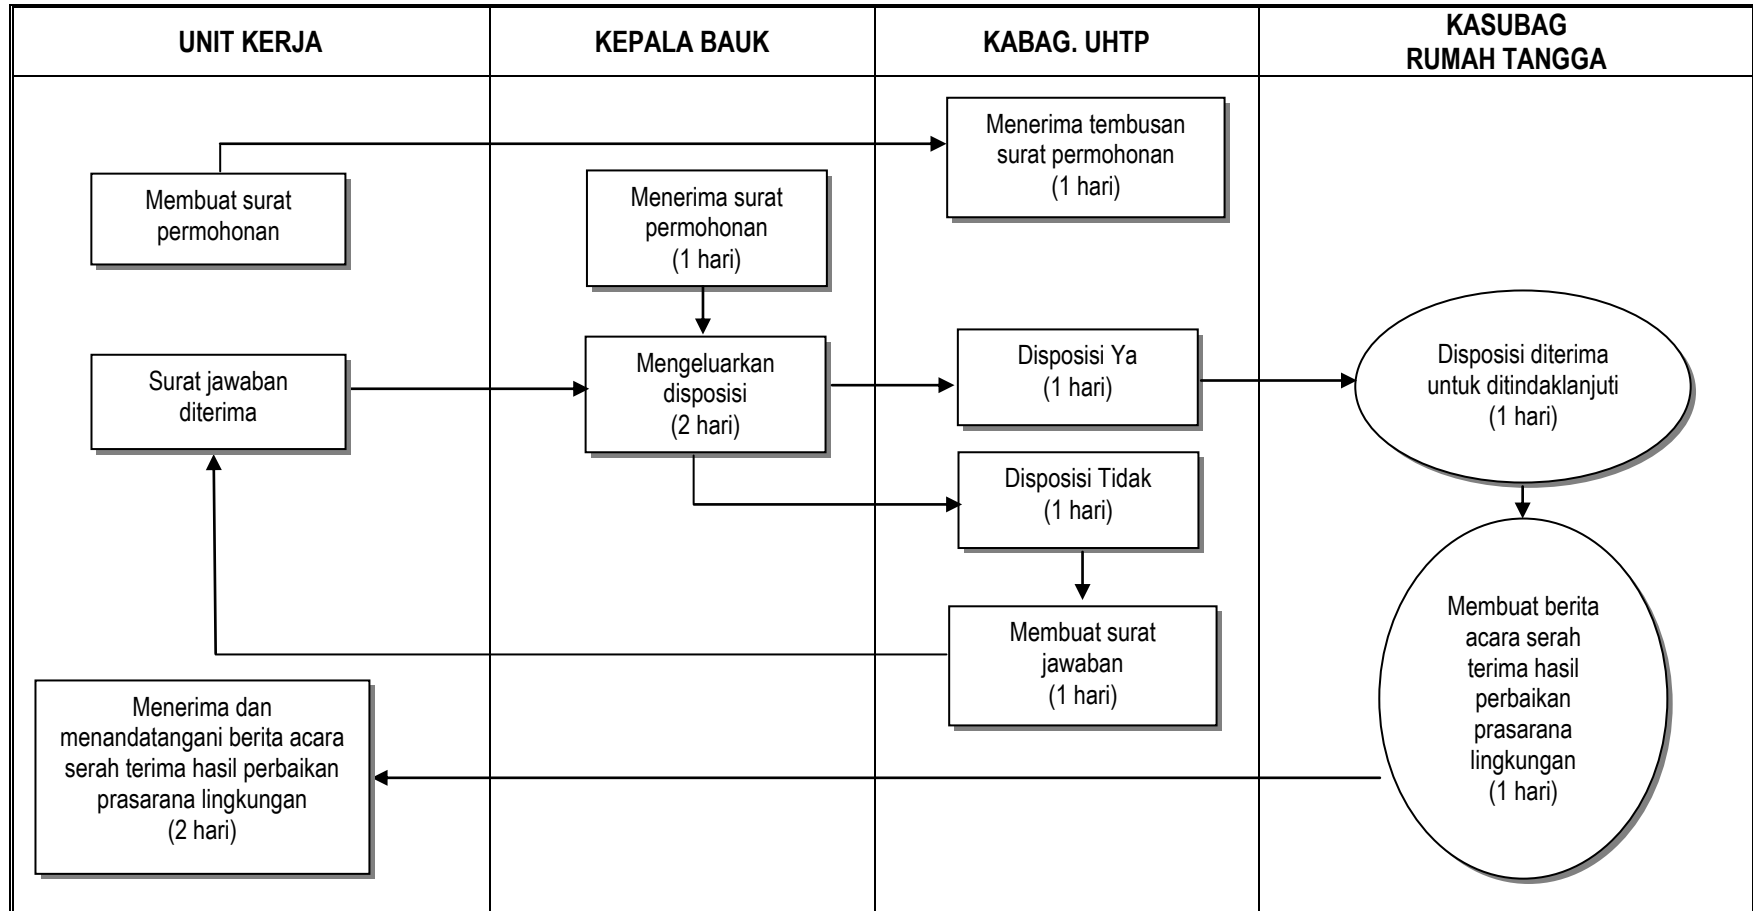 UNIT KERJA
KEPALA BAUK
KABAG. UHTP
KASUBAG
RUMAH TANGGA
Menerima tembusan
surat permohonan
(1 hari)
Membuat surat
permohonan
Menerima surat
permohonan
(1 hari)
Surat jawaban
diterima
Mengeluarkan
disposisi
(2 hari)
Disposisi Ya
(1 hari)
Disposisi diterima
untuk ditindaklanjuti
(1 hari)
Disposisi Tidak
(1 hari)
Membuat surat
jawaban
(1 hari)
Membuat berita
acara serah
terima hasil
perbaikan
prasarana
lingkungan
(1 hari)
Menerima dan
menandatangani berita acara
serah terima hasil perbaikan
prasarana lingkungan
(2 hari)